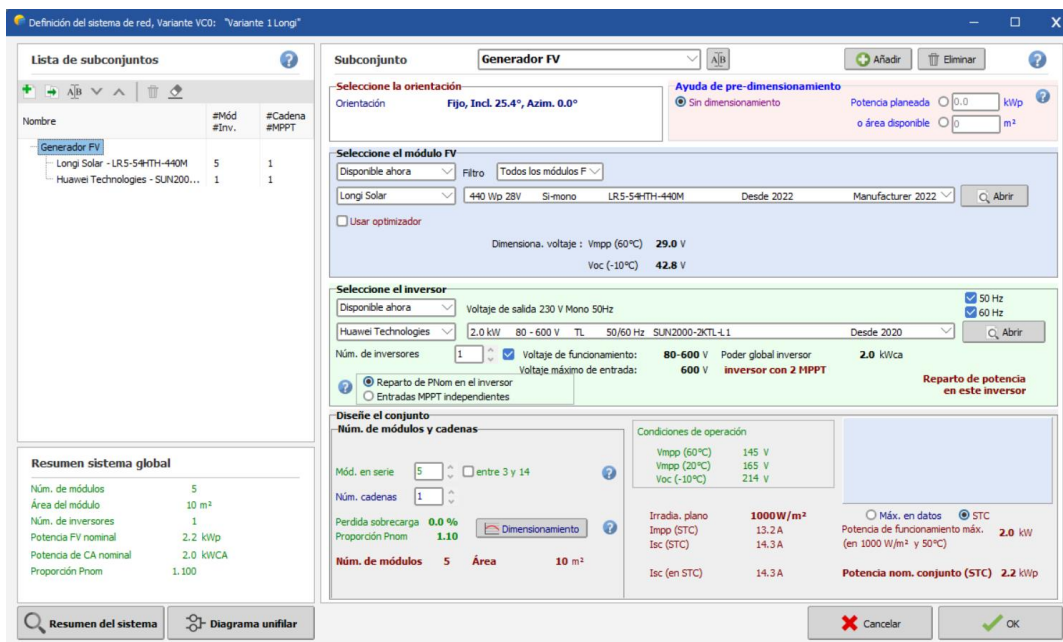 Definición del sistema de red, Variante VC0: "Variante 1 Longi"
Lista de subconjuntos
Nombre #Mód #Cadena
#Inv. #MPPT
Generador FV
Longi Solar - LR5-54HTH-440M 5 1
Huawei Technologies - SUN200... 1 1
Resumen sistema global
Núm. de módulos 5
Área del módulo 10 m²
Núm. de inversores 1
Potencia FV nominal 2.2 kWp
Potencia de CA nominal 2.0 kWCA
Proporción Pnom 1.100
Resumen del sistema Diagrama unifilar
Subconjunto Generador FV Añadir Eliminar
Seleccione la orientación
Orientación Fijo, Incl. 25.4°, Azim. 0.0°
Ayuda de pre-dimensionamiento
Sin dimensionamiento Potencia planeada 0.0 kWp
o área disponible 0 m²
Seleccione el módulo FV
Disponible ahora Filtro Todos los módulos F
Longi Solar 440 Wp 28V Si-mono LR5-54HTH-440M Desde 2022 Manufacturer 2022 Abrir
Usar optimizador
Dimensiona. voltaje : Vmpp (60°C) 29.0 V
Voc (-10°C) 42.8 V
Seleccione el inversor
Disponible ahora Voltaje de salida 230 V Mono 50Hz 50 Hz
60 Hz
Huawei Technologies 2.0 kW 80 - 600 V TL 50/60 Hz SUN2000-2KTL-L1 Desde 2020 Abrir
Núm. de inversores 1 Voltaje de funcionamiento: 80-600 V Poder global inversor 2.0 kWca
Voltaje máximo de entrada: 600 V inversor con 2 MPPT
Reparto de PNom en el inversor
Entradas MPPT independientes
Reparto de potencia
en este inversor
Diseñe el conjunto
Núm. de módulos y cadenas
Mód. en serie 5 entre 3 y 14
Núm. cadenas 1
Perdida sobrecarga 0.0 %
Proporción Pnom 1.10
Dimensionamiento
Núm. de módulos 5 Área 10 m²
Condiciones de operación
Vmpp (60°C) 145 V
Vmpp (20°C) 165 V
Voc (-10°C) 214 V
Irradia. plano 1000 W/m²
Impp (STC) 13.2 A
Isc (STC) 14.3 A
Isc (en STC) 14.3 A
Máx. en datos STC
Potencia de funcionamiento máx. 2.0 kW
(en 1000 W/m² y 50°C)
Potencia nom. conjunto (STC) 2.2 kWp
Cancelar OK